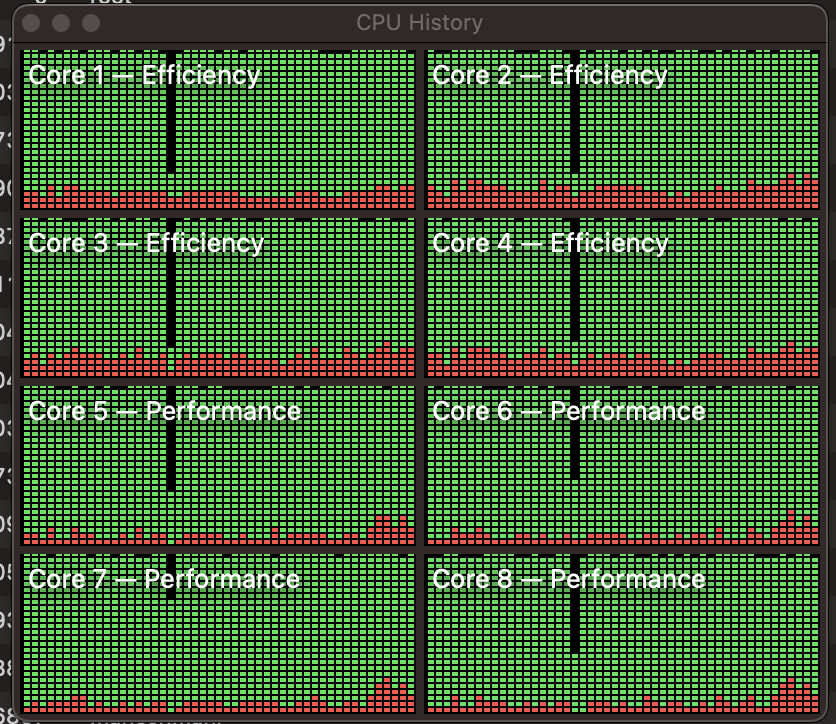 CPU History
Core 1 — Efficiency
Core 2 — Efficiency
Core 3 — Efficiency
Core 4 — Efficiency
Core 5 — Performance
Core 6 — Performance
Core 7 — Performance
Core 8 — Performance